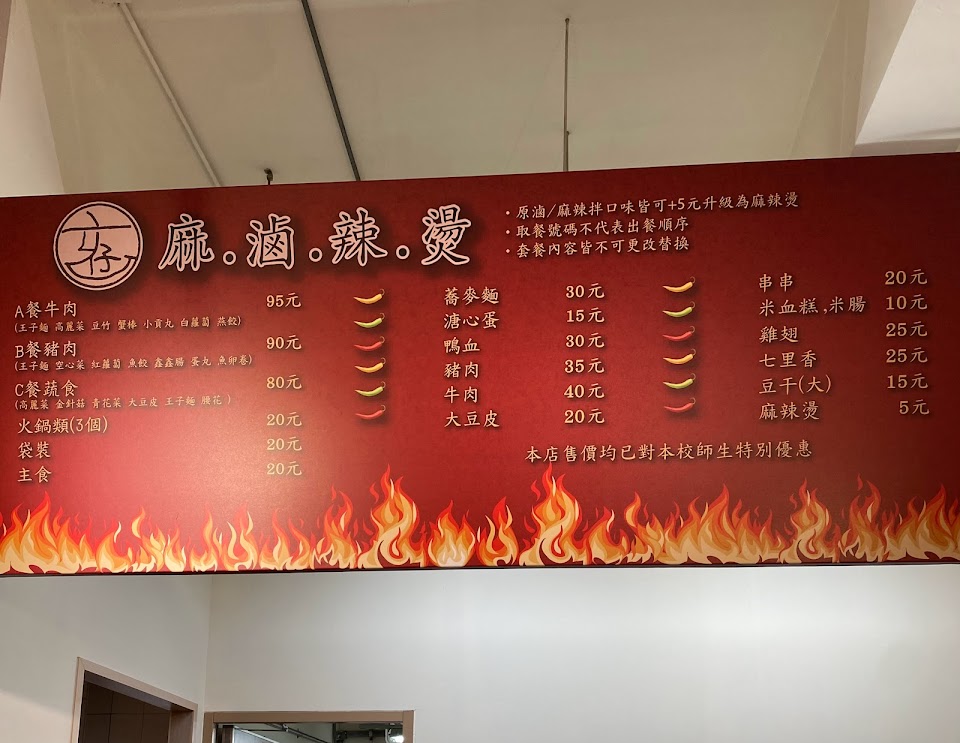 麻.滷.辣.燙
・原滷/麻辣拌口味皆可+5元升級為麻辣燙
・取餐號碼不代表出餐順序
・套餐內容皆不可更改替換
A餐牛肉 95元
(王子麵 高麗菜 豆竹 蟹棒 小貢丸 白蘿蔔 燕餃)
B餐豬肉 90元
(王子麵 空心菜 紅蘿蔔 魚餃 鑫鑫腸 蛋丸 魚卵卷)
C餐蔬食 80元
(高麗菜 金針菇 青花菜 大豆皮 王子麵 腰花 )
火鍋類(3個) 20元
袋裝 20元
主食 20元
蕎麥麵 30元
溏心蛋 15元
鴨血 30元
豬肉 35元
牛肉 40元
大豆皮 20元
串串 20元
米血糕,米腸 10元
雞翅 25元
七里香 25元
豆干(大) 15元
麻辣燙 5元
本店售價均已對本校師生特別優惠